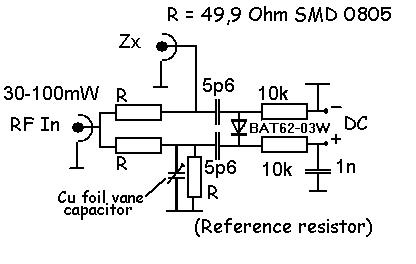 R = 49,9 Ohm SMD 0805
Zx
30-100mW
R
5p6
10k
−
RF In
BAT62-03W
DC
+
R
5p6
10k
1n
R
Cu foil vane
capacitor
(Reference resistor)